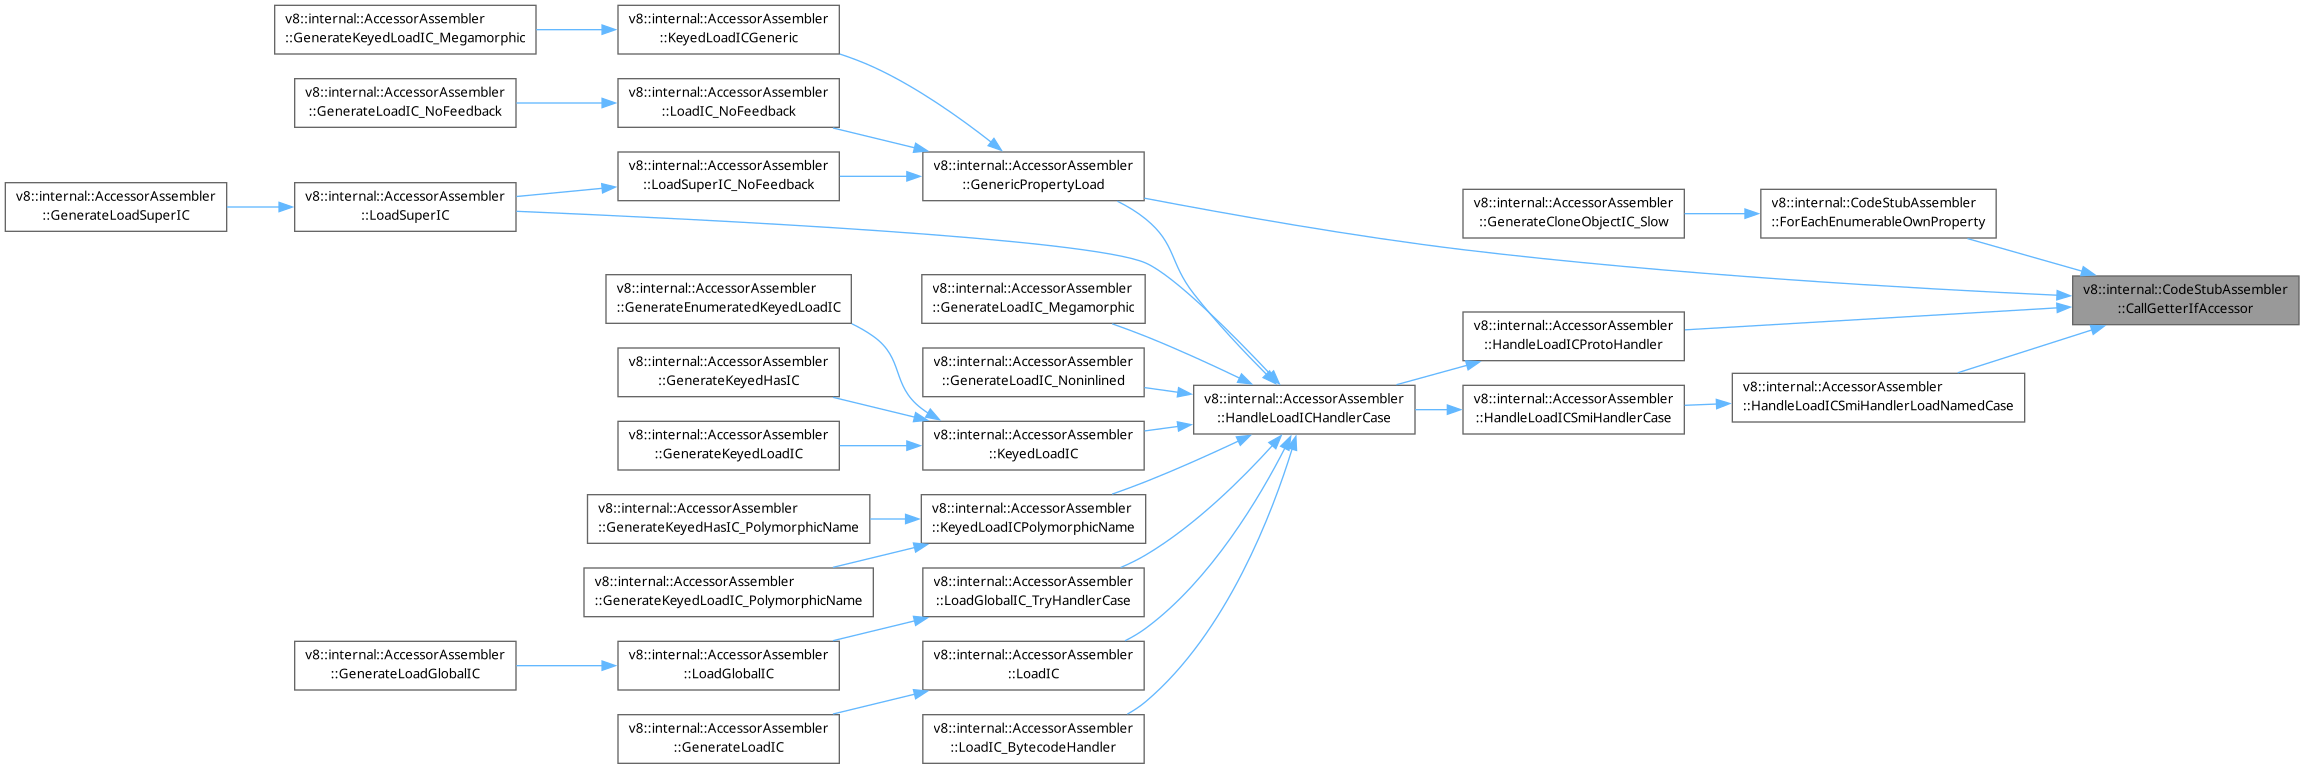 v8::internal::AccessorAssembler
::GenerateKeyedLoadIC_Megamorphic
v8::internal::AccessorAssembler
::KeyedLoadICGeneric
v8::internal::AccessorAssembler
::GenerateLoadIC_NoFeedback
v8::internal::AccessorAssembler
::LoadIC_NoFeedback
v8::internal::AccessorAssembler
::LoadSuperIC_NoFeedback
v8::internal::AccessorAssembler
::GenericPropertyLoad
v8::internal::AccessorAssembler
::GenerateLoadSuperIC
v8::internal::AccessorAssembler
::LoadSuperIC
v8::internal::AccessorAssembler
::GenerateCloneObjectIC_Slow
v8::internal::CodeStubAssembler
::ForEachEnumerableOwnProperty
v8::internal::AccessorAssembler
::GenerateEnumeratedKeyedLoadIC
v8::internal::AccessorAssembler
::GenerateLoadIC_Megamorphic
v8::internal::CodeStubAssembler
::CallGetterIfAccessor
v8::internal::AccessorAssembler
::HandleLoadICProtoHandler
v8::internal::AccessorAssembler
::GenerateKeyedHasIC
v8::internal::AccessorAssembler
::GenerateLoadIC_Noninlined
v8::internal::AccessorAssembler
::HandleLoadICHandlerCase
v8::internal::AccessorAssembler
::HandleLoadICSmiHandlerCase
v8::internal::AccessorAssembler
::HandleLoadICSmiHandlerLoadNamedCase
v8::internal::AccessorAssembler
::GenerateKeyedLoadIC
v8::internal::AccessorAssembler
::KeyedLoadIC
v8::internal::AccessorAssembler
::GenerateKeyedHasIC_PolymorphicName
v8::internal::AccessorAssembler
::KeyedLoadICPolymorphicName
v8::internal::AccessorAssembler
::GenerateKeyedLoadIC_PolymorphicName
v8::internal::AccessorAssembler
::LoadGlobalIC_TryHandlerCase
v8::internal::AccessorAssembler
::GenerateLoadGlobalIC
v8::internal::AccessorAssembler
::LoadGlobalIC
v8::internal::AccessorAssembler
::LoadIC
v8::internal::AccessorAssembler
::GenerateLoadIC
v8::internal::AccessorAssembler
::LoadIC_BytecodeHandler